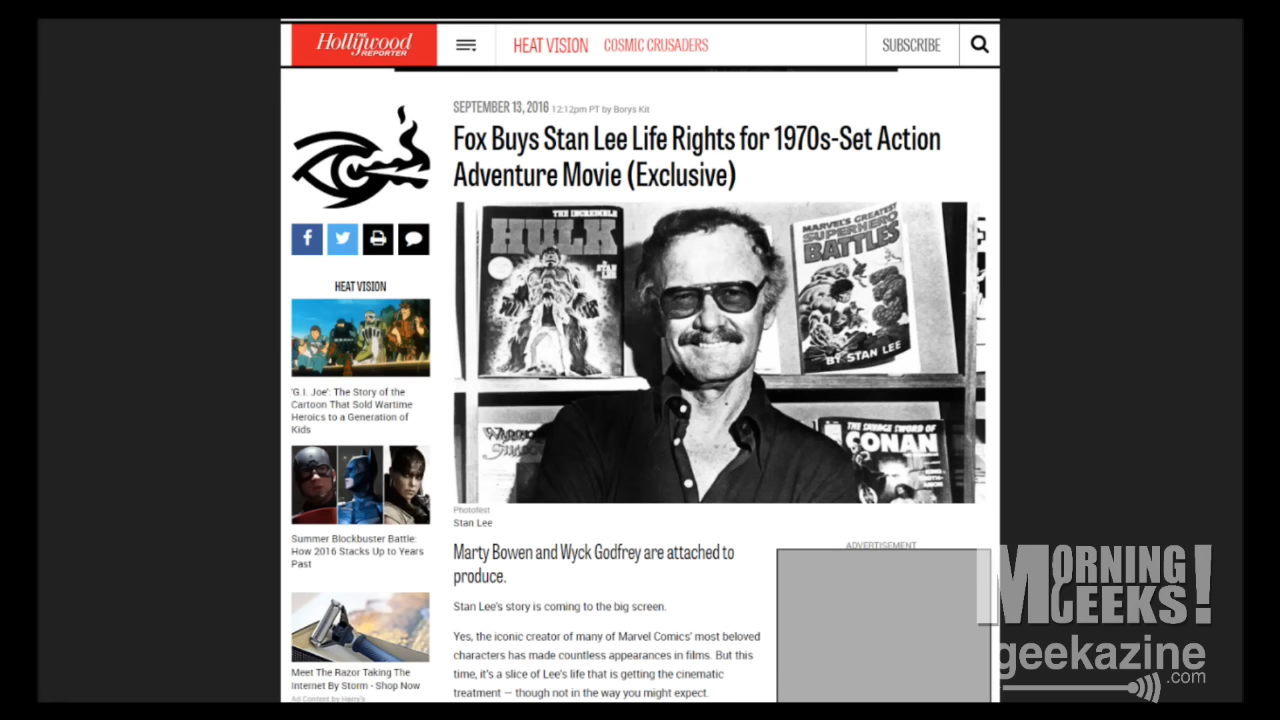 THE
Hollywood
REPORTER
HEAT VISION
COSMIC CRUSADERS
SUBSCRIBE
SEPTEMBER 13, 2016 12:12pm PT by Borys Kit
Fox Buys Stan Lee Life Rights for 1970s-Set Action
Adventure Movie (Exclusive)
THE INCREDIBLE
HULK
STAN
LEE
MARVEL'S GREATEST
SUPERHERO
BATTLES
BY STAN LEE
THE SAVAGE SWORD OF
CONAN
Photofest
Stan Lee
HEAT VISION
'G.I. Joe': The Story of the
Cartoon That Sold Wartime
Heroics to a Generation of
Kids
Summer Blockbuster Battle:
How 2016 Stacks Up to Years
Past
Meet The Razor Taking The
Internet By Storm - Shop Now
Ad Content by Harry's
Marty Bowen and Wyck Godfrey are attached to
produce.
Stan Lee's story is coming to the big screen.
Yes, the iconic creator of many of Marvel Comics' most beloved
characters has made countless appearances in films. But this
time, it's a slice of Lee's life that is getting the cinematic
treatment — though not in the way you might expect.
ADVERTISEMENT
MORNING
GEEKS!
geekazine
.com